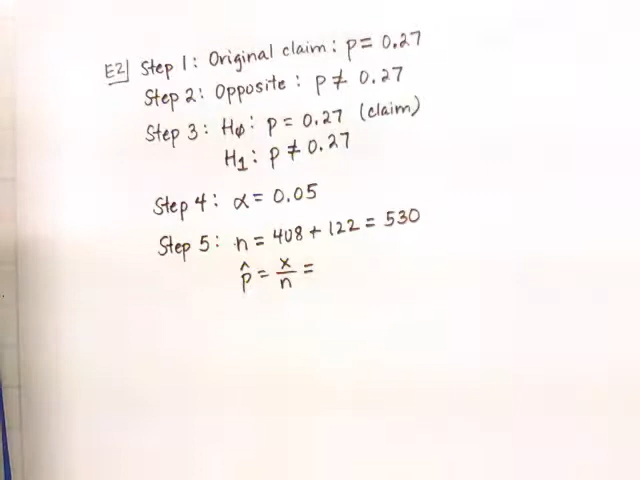 E2 Step 1: Original claim: p = 0.27
Step 2: Opposite: p ≠ 0.27
Step 3: H∅: p = 0.27 (claim)
H1: p ≠ 0.27
Step 4: α = 0.05
Step 5: n = 408 + 122 = 530
p̂ = x/n =